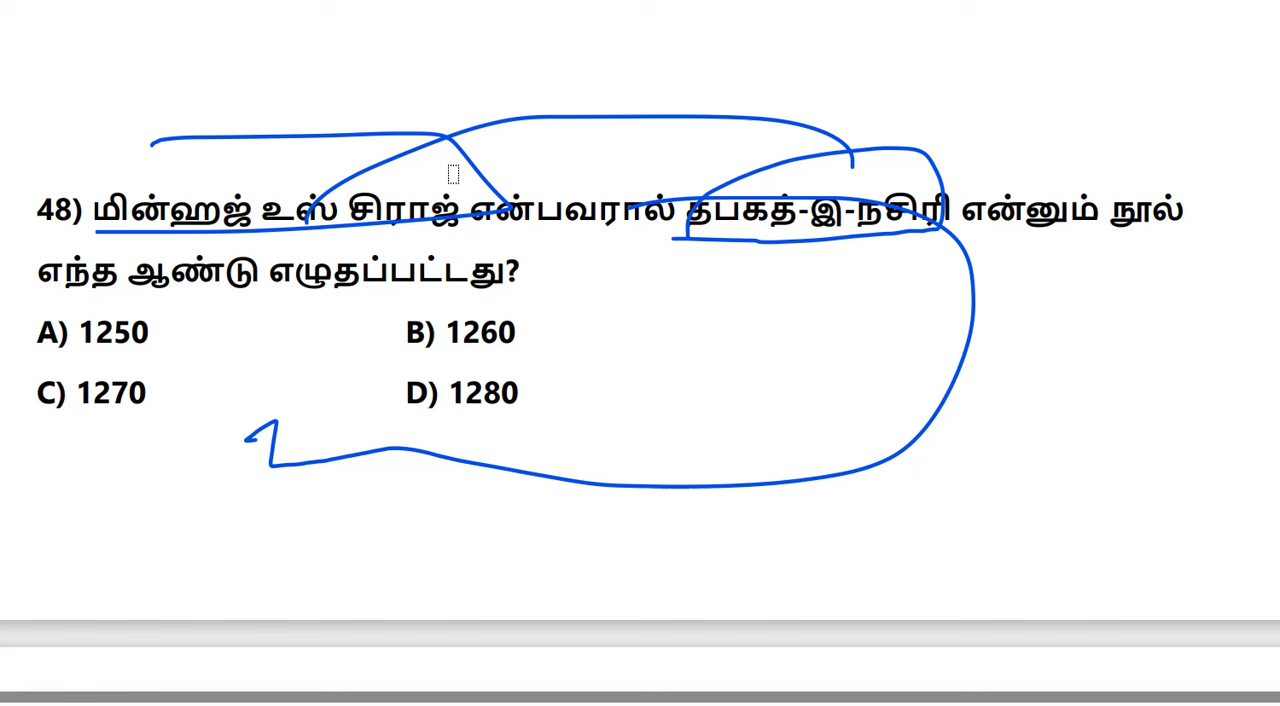 48) மின்ஹஜ் உஸ் சிராஜ் என்பவரால் தபகத்-இ-நசிரி என்னும் நூல்
எந்த ஆண்டு எழுதப்பட்டது?
A) 1250 B) 1260
C) 1270 D) 1280